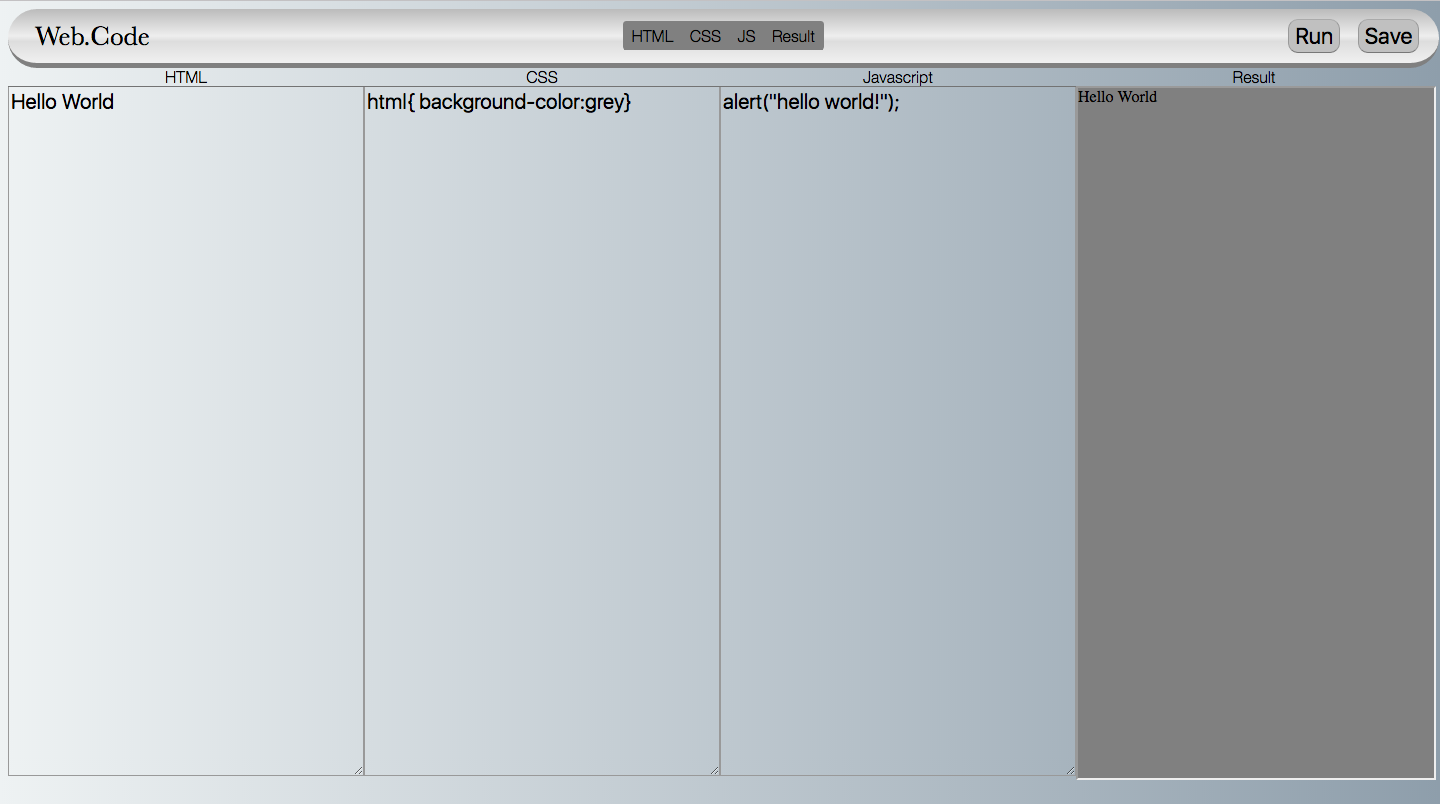 Web.Code
HTML CSS JS Result
Run Save
HTML CSS Javascript Result
Hello World
html{ background-color:grey}
alert("hello world!");
Hello World